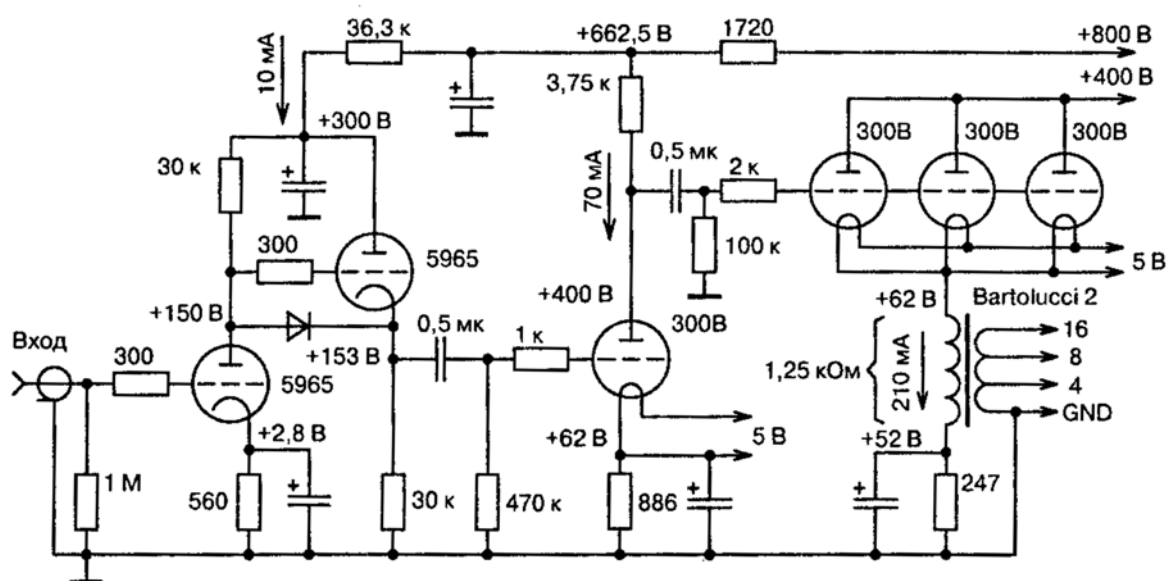 36,3 к
+662,5 В
1720
+800 В
10 мА
3,75 к
+400 В
+300 В
300В
300В
300В
30 к
0,5 мк
2 к
70 мА
300
5965
100 к
5 В
+150 В
+400 В
+62 В
Bartolucci 2
Вход
0,5 мк
300В
16
300
+153 В
1 к
1,25 кОм
210 мА
8
5965
4
GND
+2,8 В
+62 В
5 В
+52 В
1 М
560
30 к
470 к
886
247
+
+
+
+
+
+